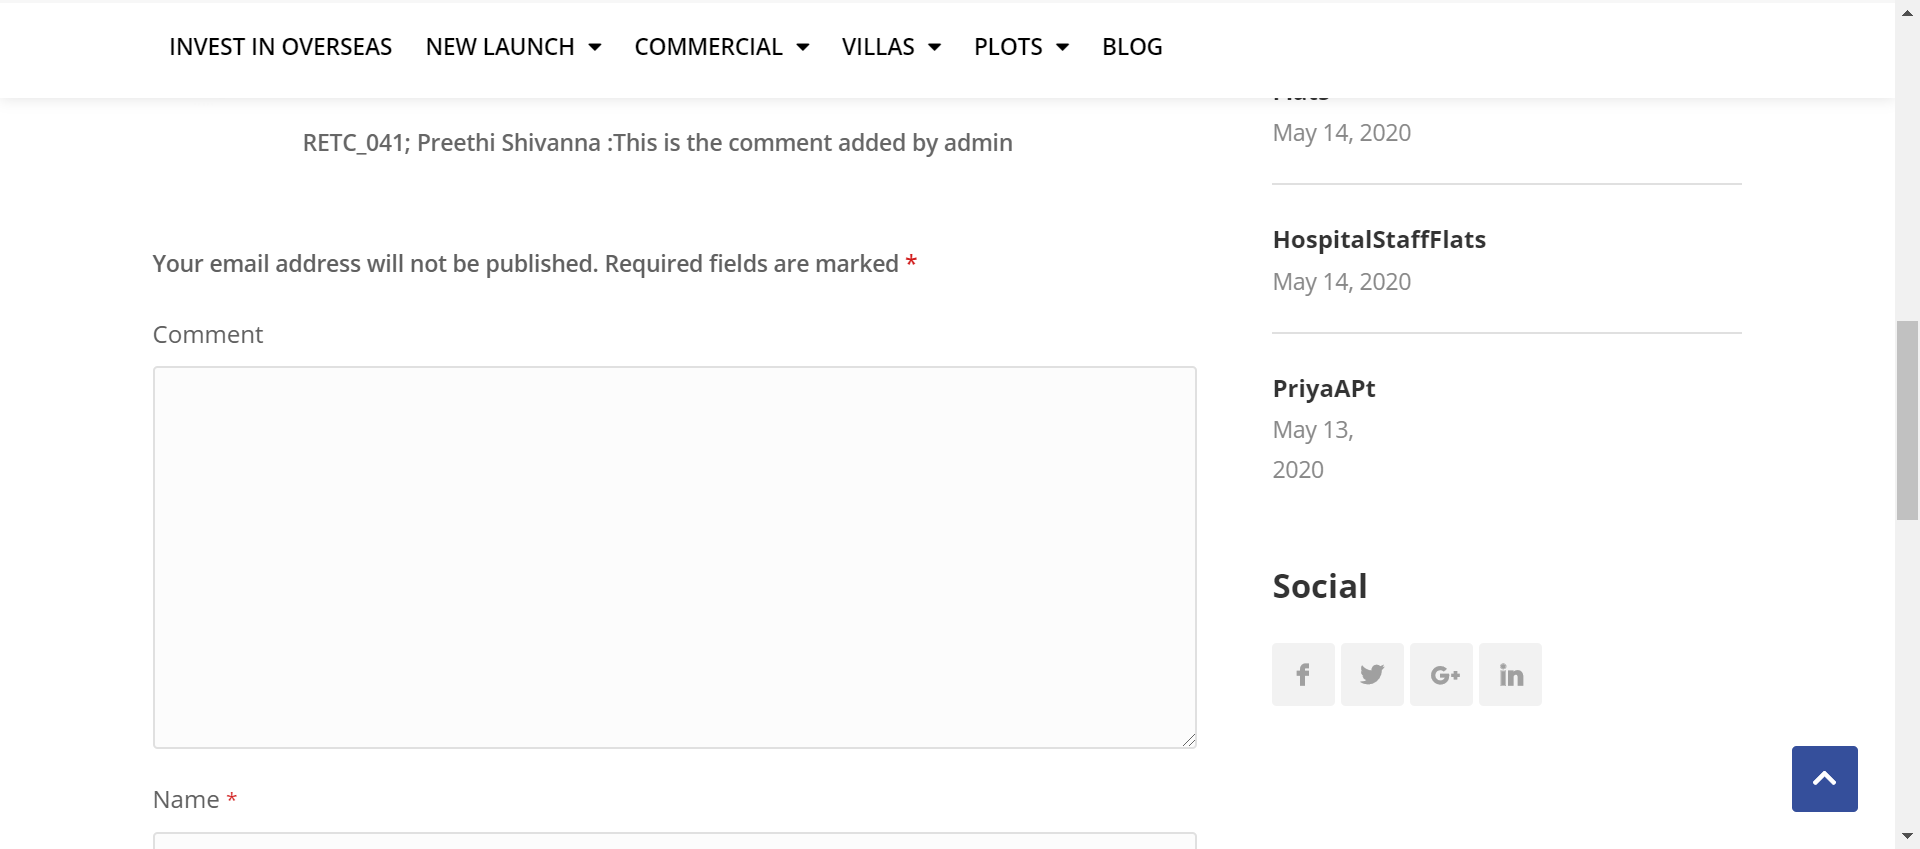 INVEST IN OVERSEAS NEW LAUNCH COMMERCIAL VILLAS PLOTS BLOG
RETC_041; Preethi Shivanna :This is the comment added by admin
Your email address will not be published. Required fields are marked *
Comment
Name *
May 14, 2020
HospitalStaffFlats
May 14, 2020
PriyaAPt
May 13,
2020
Social
f
G+
in